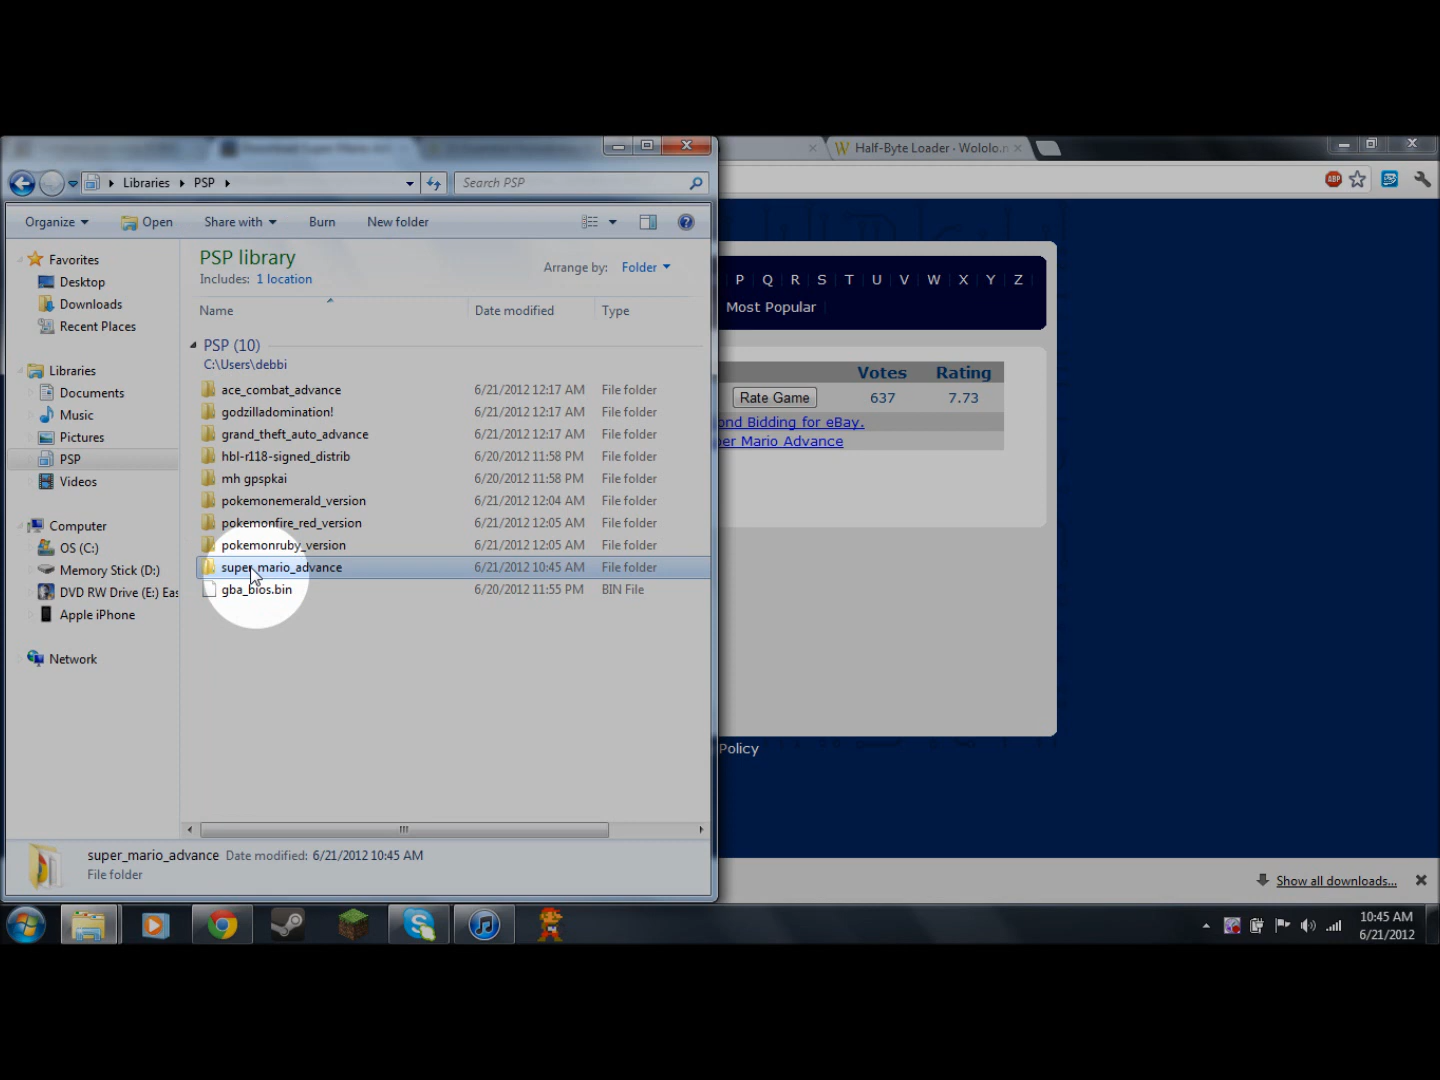 Half-Byte Loader - Wololo.n
Libraries PSP
Search PSP
ABP
Organize Open Share with Burn New folder
PSP library
Includes: 1 location
Arrange by: Folder
Name Date modified Type
PSP (10)
C:\Users\debbi
ace_combat_advance 6/21/2012 12:17 AM File folder
godzilladomination! 6/21/2012 12:17 AM File folder
grand_theft_auto_advance 6/21/2012 12:17 AM File folder
hbl-r118-signed_distrib 6/20/2012 11:58 PM File folder
mh gpspkai 6/20/2012 11:58 PM File folder
pokemonemerald_version 6/21/2012 12:04 AM File folder
pokemonfire_red_version 6/21/2012 12:05 AM File folder
pokemonruby_version 6/21/2012 12:05 AM File folder
super_mario_advance 6/21/2012 10:45 AM File folder
gba_bios.bin 6/20/2012 11:55 PM BIN File
Favorites
Desktop
Downloads
Recent Places
Libraries
Documents
Music
Pictures
PSP
Videos
Computer
OS (C:)
Memory Stick (D:)
DVD RW Drive (E:) Eas
Apple iPhone
Network
super_mario_advance Date modified: 6/21/2012 10:45 AM
File folder
P Q R S T U V W X Y Z
Most Popular
Votes Rating
Rate Game 637 7.73
ond Bidding for eBay.
per Mario Advance
Policy
Show all downloads...
10:45 AM
6/21/2012